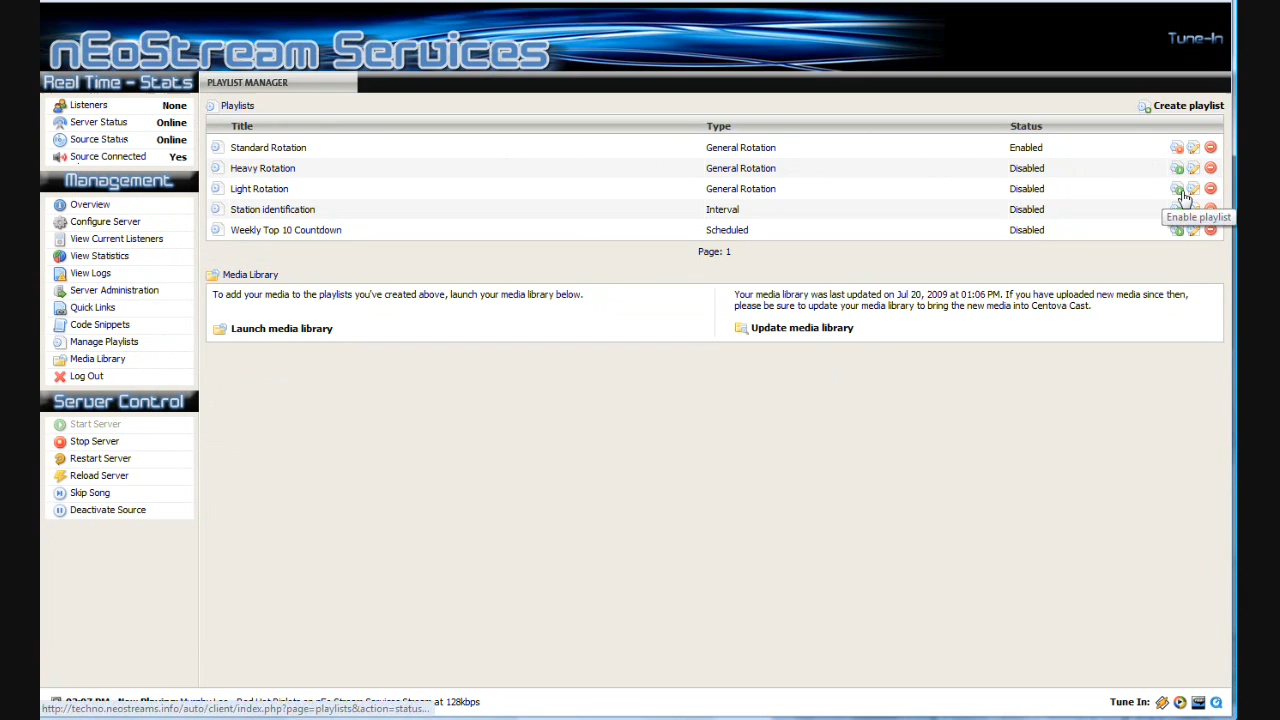 nEoStream Services
Tune-In
Real Time - Stats
PLAYLIST MANAGER
Listeners None
Server Status Online
Source Status Online
Source Connected Yes
Management
Overview
Configure Server
View Current Listeners
View Statistics
View Logs
Server Administration
Quick Links
Code Snippets
Manage Playlists
Media Library
Log Out
Server Control
Start Server
Stop Server
Restart Server
Reload Server
Skip Song
Deactivate Source
Playlists
Create playlist
Title Type Status
Standard Rotation General Rotation Enabled
Heavy Rotation General Rotation Disabled
Light Rotation General Rotation Disabled
Station identification Interval Disabled
Weekly Top 10 Countdown Scheduled Disabled
Enable playlist
Page: 1
Media Library
To add your media to the playlists you've created above, launch your media library below.
Launch media library
Your media library was last updated on Jul 20, 2009 at 01:06 PM. If you have uploaded new media since then,
please be sure to update your media library to bring the new media into Centova Cast.
Update media library
at 128kbps
Tune In:
http://techno.neostreams.info/auto/client/index.php?page=playlists&action=status...